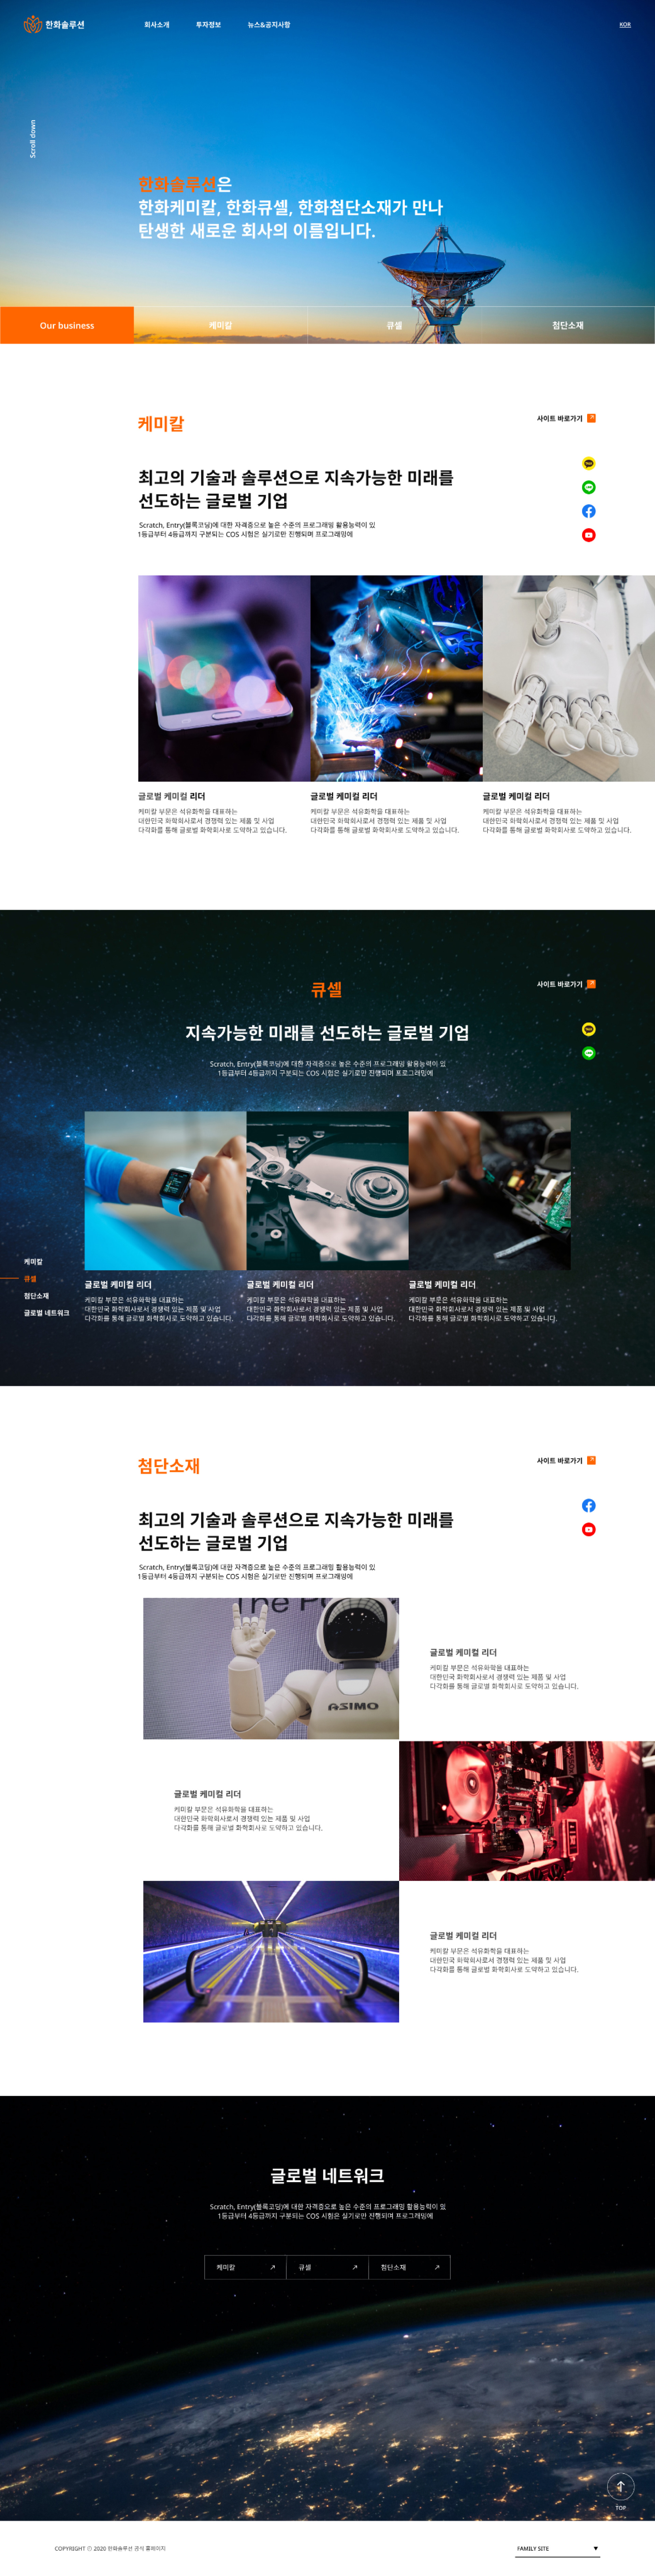 한화솔루션
회사소개
투자정보
뉴스&공지사항
KOR
Scroll down
한화솔루션은
한화케미칼, 한화큐셀, 한화첨단소재가 만나
탄생한 새로운 회사의 이름입니다.
Our business
케미칼
큐셀
첨단소재
케미칼
사이트 바로가기
최고의 기술과 솔루션으로 지속가능한 미래를
선도하는 글로벌 기업
Scratch, Entry(블록코딩)에 대한 자격증으로 높은 수준의 프로그래밍 활용능력이 있
1등급부터 4등급까지 구분되는 COS 시험은 실기로만 진행되며 프로그래밍에
글로벌 케미컬 리더
케미칼 부문은 석유화학을 대표하는
대한민국 화학회사로서 경쟁력 있는 제품 및 사업
다각화를 통해 글로벌 화학회사로 도약하고 있습니다.
글로벌 케미컬 리더
케미칼 부문은 석유화학을 대표하는
대한민국 화학회사로서 경쟁력 있는 제품 및 사업
다각화를 통해 글로벌 화학회사로 도약하고 있습니다.
글로벌 케미컬 리더
케미칼 부문은 석유화학을 대표하는
대한민국 화학회사로서 경쟁력 있는 제품 및 사업
다각화를 통해 글로벌 화학회사로 도약하고 있습니다.
큐셀
사이트 바로가기
지속가능한 미래를 선도하는 글로벌 기업
Scratch, Entry(블록코딩)에 대한 자격증으로 높은 수준의 프로그래밍 활용능력이 있
1등급부터 4등급까지 구분되는 COS 시험은 실기로만 진행되며 프로그래밍에
케미칼
큐셀
첨단소재
글로벌 네트워크
글로벌 케미컬 리더
케미칼 부문은 석유화학을 대표하는
대한민국 화학회사로서 경쟁력 있는 제품 및 사업
다각화를 통해 글로벌 화학회사로 도약하고 있습니다.
글로벌 케미컬 리더
케미칼 부문은 석유화학을 대표하는
대한민국 화학회사로서 경쟁력 있는 제품 및 사업
다각화를 통해 글로벌 화학회사로 도약하고 있습니다.
글로벌 케미컬 리더
케미칼 부문은 석유화학을 대표하는
대한민국 화학회사로서 경쟁력 있는 제품 및 사업
다각화를 통해 글로벌 화학회사로 도약하고 있습니다.
첨단소재
사이트 바로가기
최고의 기술과 솔루션으로 지속가능한 미래를
선도하는 글로벌 기업
Scratch, Entry(블록코딩)에 대한 자격증으로 높은 수준의 프로그래밍 활용능력이 있
1등급부터 4등급까지 구분되는 COS 시험은 실기로만 진행되며 프로그래밍에
ASIMO
글로벌 케미컬 리더
케미칼 부문은 석유화학을 대표하는
대한민국 화학회사로서 경쟁력 있는 제품 및 사업
다각화를 통해 글로벌 화학회사로 도약하고 있습니다.
글로벌 케미컬 리더
케미칼 부문은 석유화학을 대표하는
대한민국 화학회사로서 경쟁력 있는 제품 및 사업
다각화를 통해 글로벌 화학회사로 도약하고 있습니다.
글로벌 케미컬 리더
케미칼 부문은 석유화학을 대표하는
대한민국 화학회사로서 경쟁력 있는 제품 및 사업
다각화를 통해 글로벌 화학회사로 도약하고 있습니다.
글로벌 네트워크
Scratch, Entry(블록코딩)에 대한 자격증으로 높은 수준의 프로그래밍 활용능력이 있
1등급부터 4등급까지 구분되는 COS 시험은 실기로만 진행되며 프로그래밍에
케미칼
큐셀
첨단소재
TOP
COPYRIGHT ⓒ 2020 한화솔루션 공식 홈페이지
FAMILY SITE